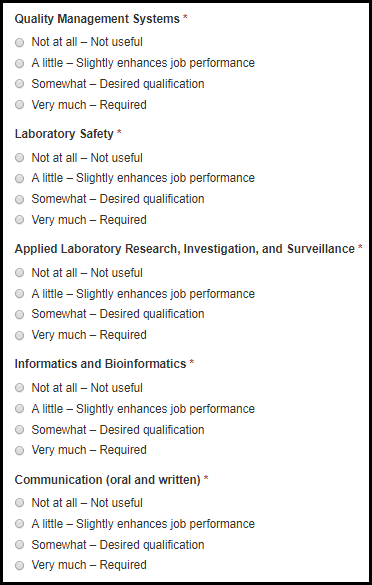 Quality Management Systems *
Not at all – Not useful
A little – Slightly enhances job performance
Somewhat – Desired qualification
Very much – Required
Laboratory Safety *
Not at all – Not useful
A little – Slightly enhances job performance
Somewhat – Desired qualification
Very much – Required
Applied Laboratory Research, Investigation, and Surveillance *
Not at all – Not useful
A little – Slightly enhances job performance
Somewhat – Desired qualification
Very much – Required
Informatics and Bioinformatics *
Not at all – Not useful
A little – Slightly enhances job performance
Somewhat – Desired qualification
Very much – Required
Communication (oral and written) *
Not at all – Not useful
A little – Slightly enhances job performance
Somewhat – Desired qualification
Very much – Required